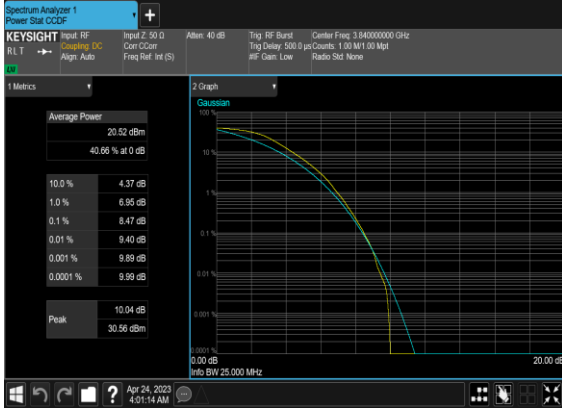 Spectrum Analyzer 1
Power Stat CCDF
+
KEYSIGHT Input: RF Input Z: 50 Ω Atten: 40 dB Trig: RF Burst Center Freq: 3.840000000 GHz
RLT Coupling: DC Corr CCorr Trig Delay: 500.0 µs Counts: 1.00 M/1.00 Mpt
Align: Auto Freq Ref: Int (S) #IF Gain: Low Radio Std: None
1 Metrics
2 Graph
Average Power
20.52 dBm
40.66 % at 0 dB
10.0 % 4.37 dB
1.0 % 6.95 dB
0.1 % 8.47 dB
0.01 % 9.40 dB
0.001 % 9.89 dB
0.0001 % 9.99 dB
Peak 10.04 dB
30.56 dBm
Gaussian
100 %
10 %
1 %
0.1 %
0.01 %
0.001 %
0.0001 %
0.00 dB 20.00 dB
Info BW 25.000 MHz
? Apr 24, 2023
4:01:14 AM